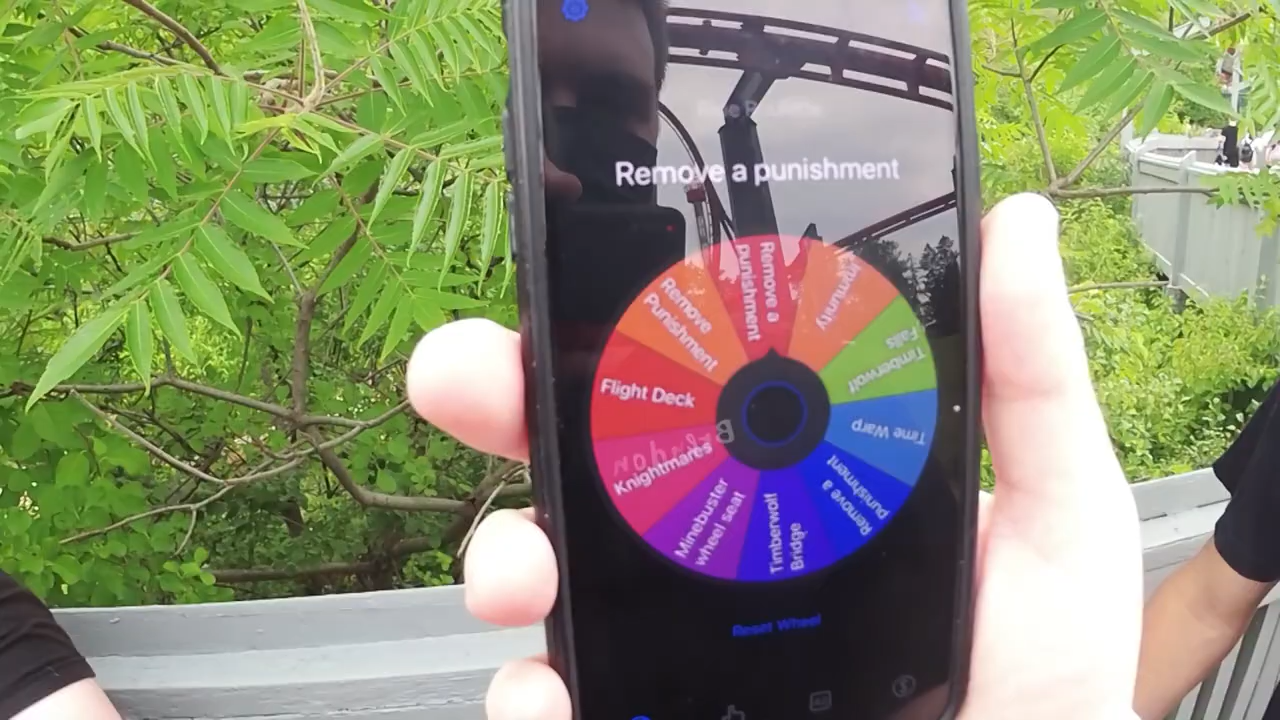 Remove a punishment
Remove a
punishment
Immunity
Timberwolf
Falls
Time Warp
Remove a
punishment
Timberwolf
Bridge
Minebuster
wheel seat
Knightmares
Flight Deck
Remove
Punishment
Reset Wheel